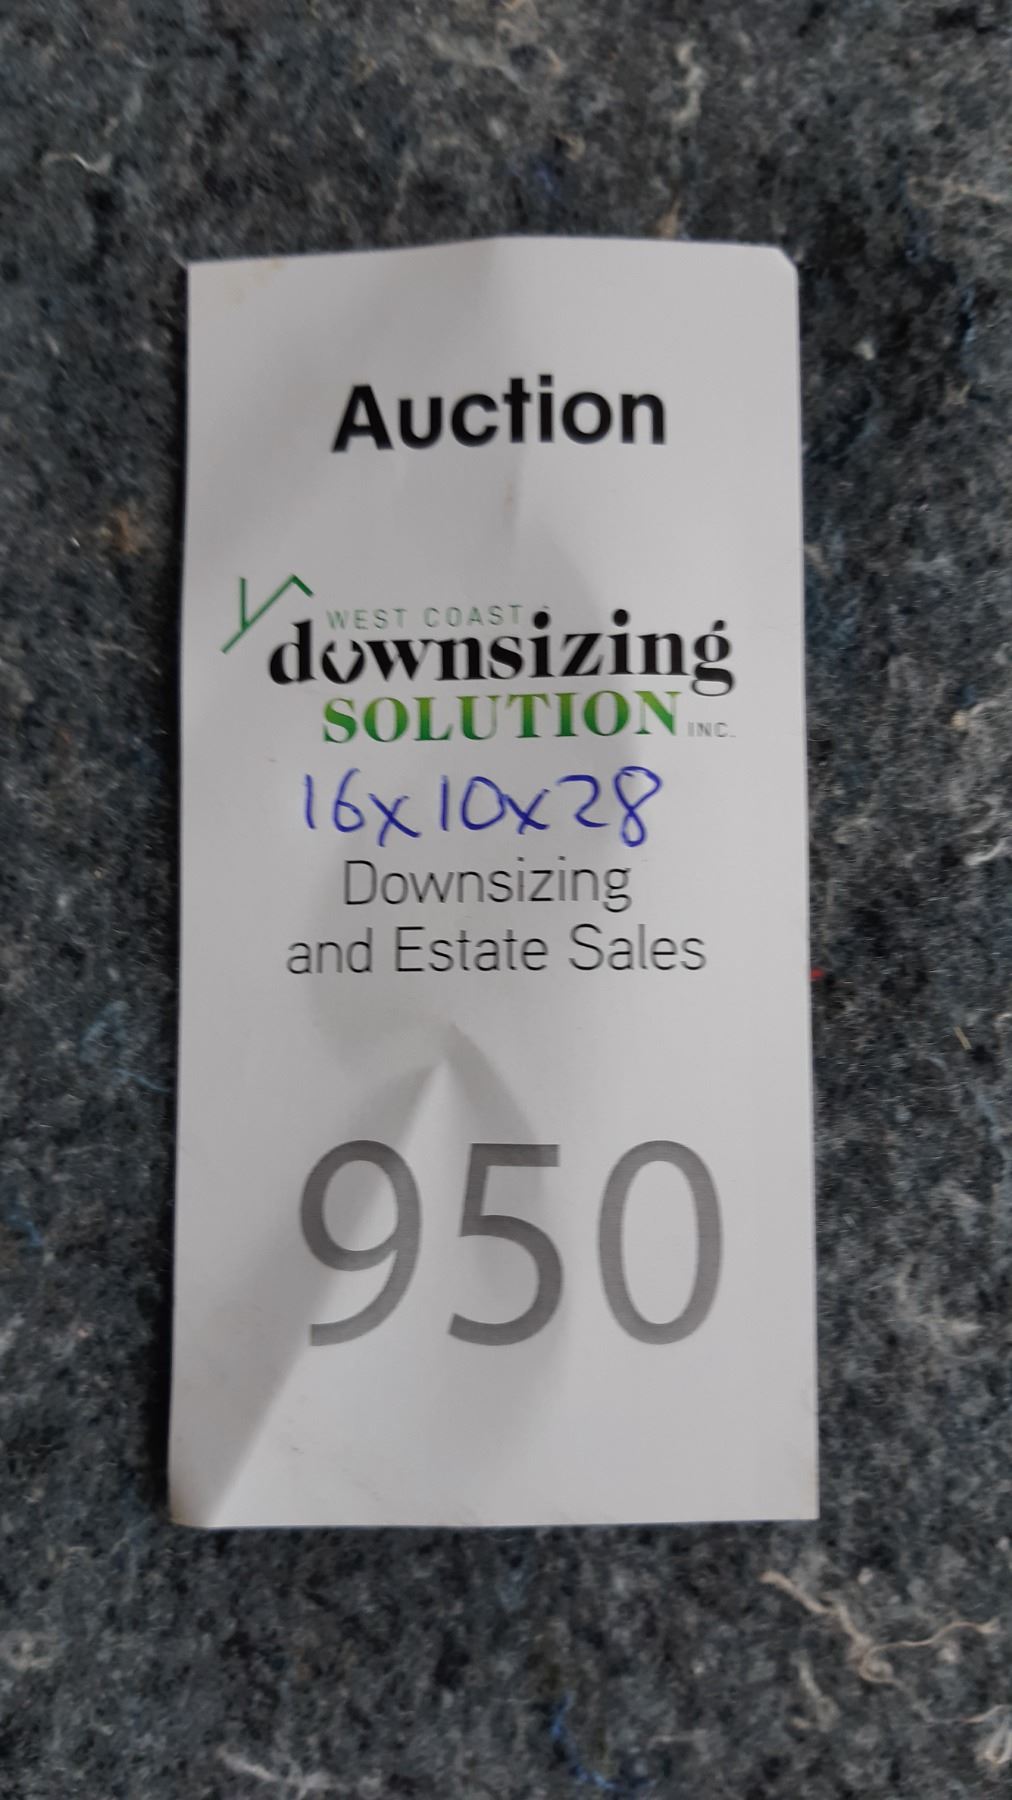 Auction
WEST COAST
downsizing
SOLUTION INC.
16x10x28
Downsizing
and Estate Sales
950